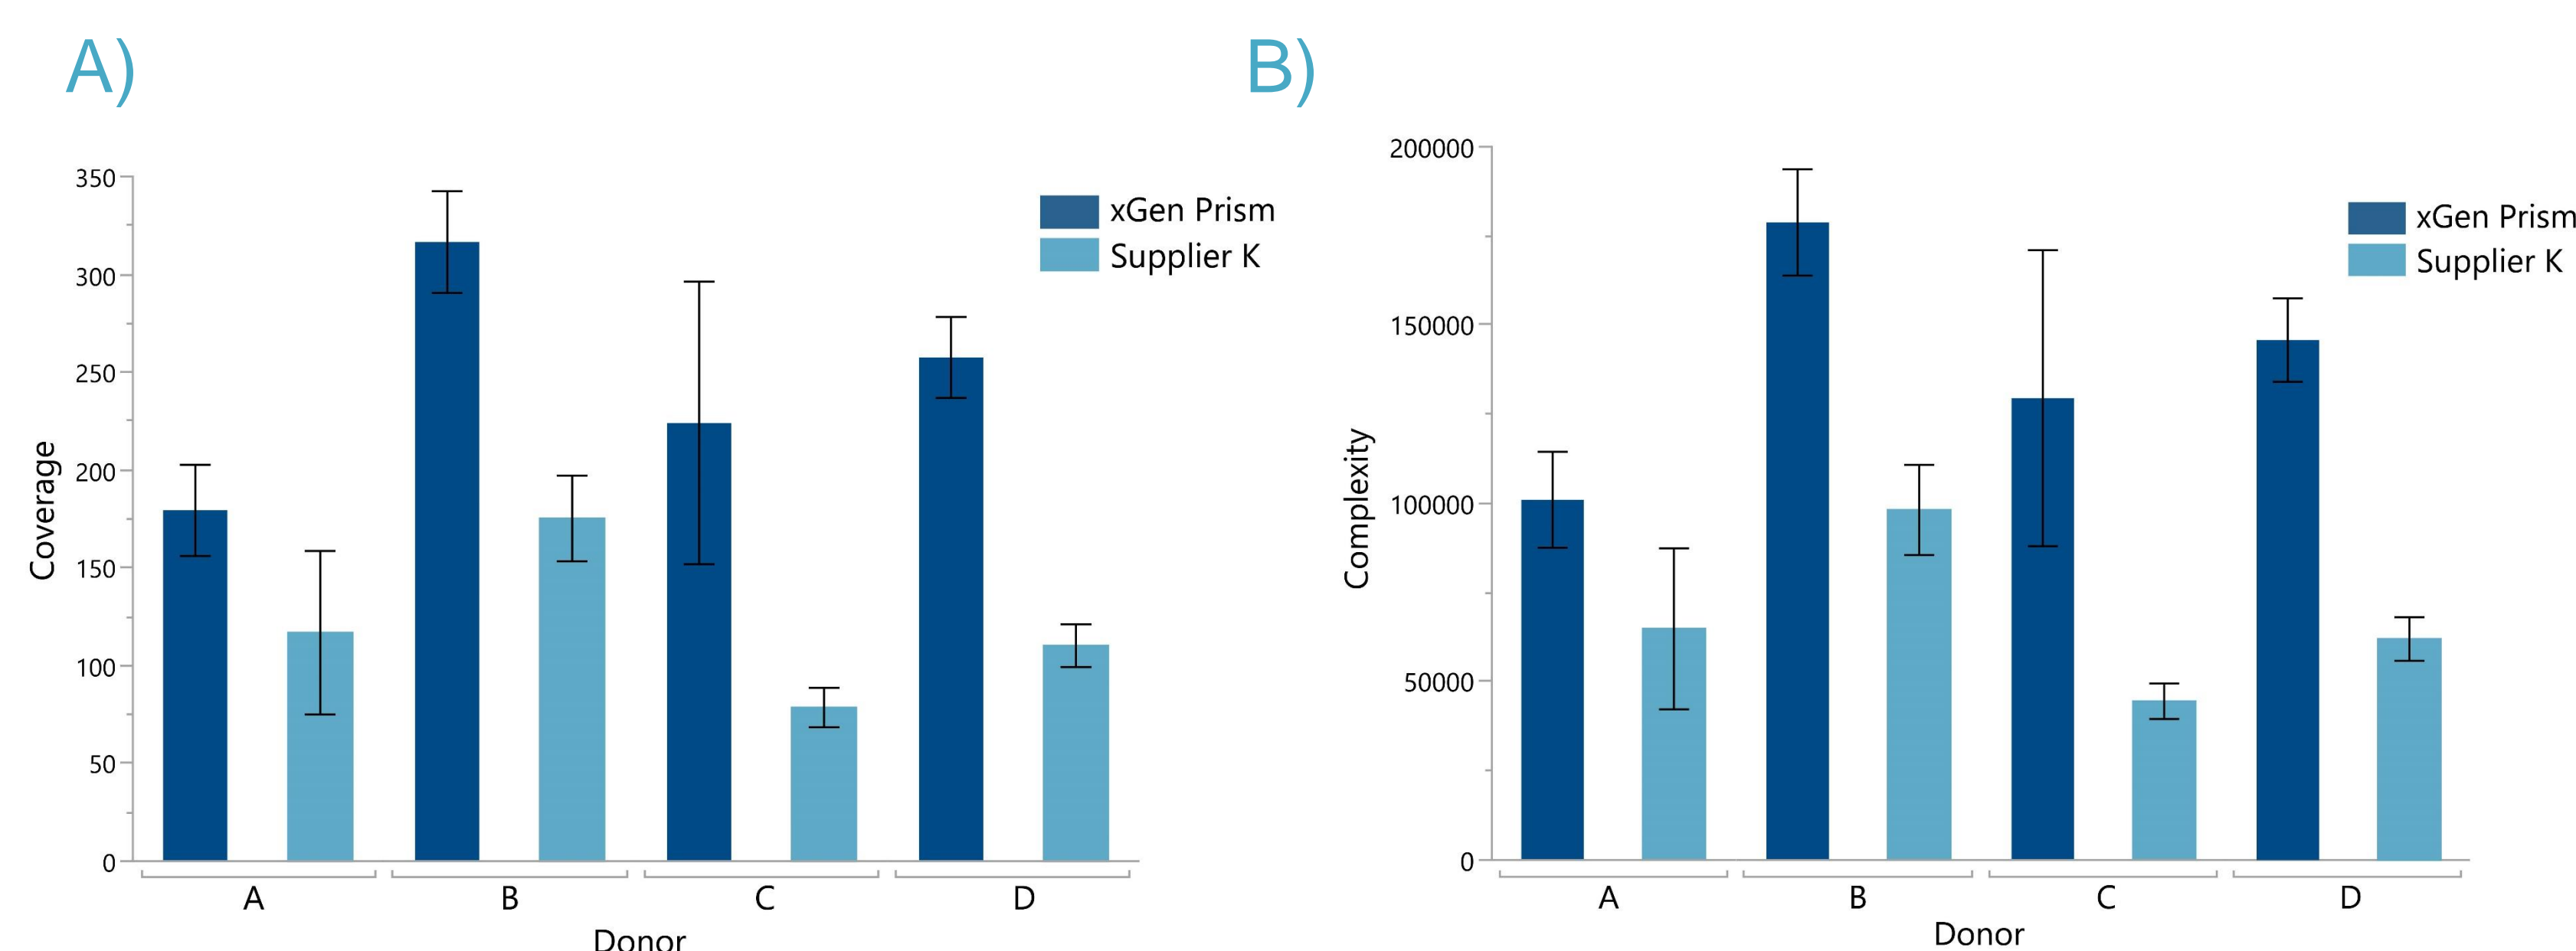 A)
350
300
250
200
150
100
50
0
Coverage
xGen Prism
Supplier K
A B C D
Donor
B)
200000
150000
100000
50000
0
Complexity
xGen Prism
Supplier K
A B C D
Donor